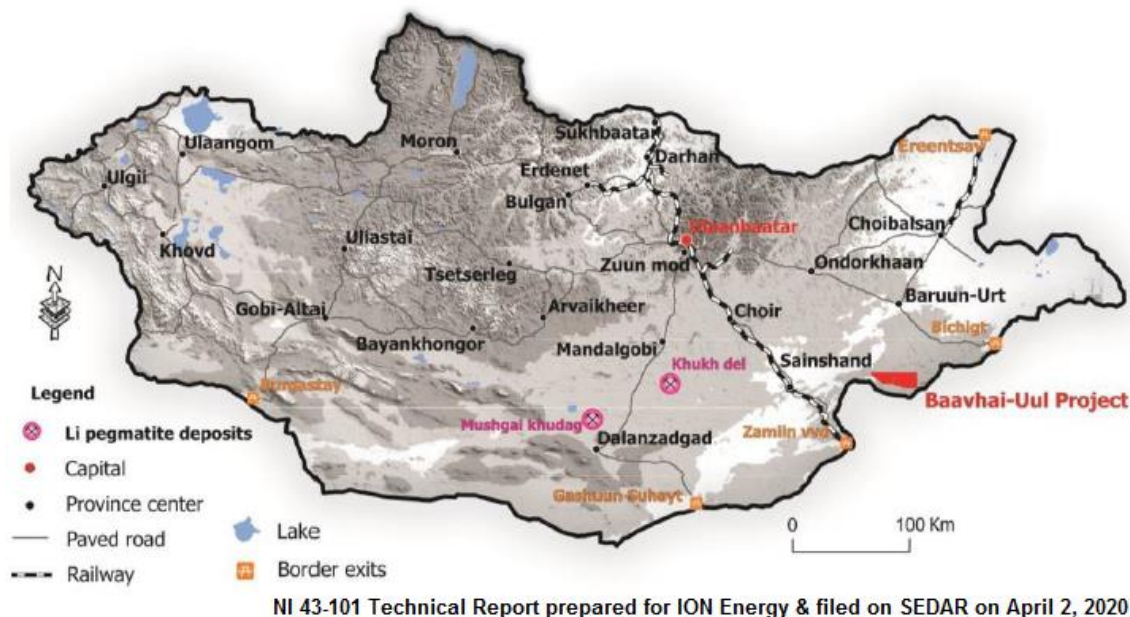 Sukhbaatar
Moron
Darhan
Ereentsav
Ulaangom
Erdenet
Ulgii
Bulgan
Choibalsan
Uliastai
Ulaanbaatar
Khovd
Zuun mod
Ondorkhaan
Tsetserleg
N
Baruun-Urt
Gobi-Altai
Arvaikheer
Choir
Bichigt
Bayankhongor
Mandalgobi
Khukh del
Sainshand
Burgastay
Baavhai-Uul Project
Mushgai khudag
Dalanzadgad
Zamiin vud
Gashuun Suhayt
Legend
Li pegmatite deposits
Capital
Province center
Paved road
Railway
Lake
Border exits
0 100 Km
NI 43-101 Technical Report prepared for ION Energy & filed on SEDAR on April 2, 2020